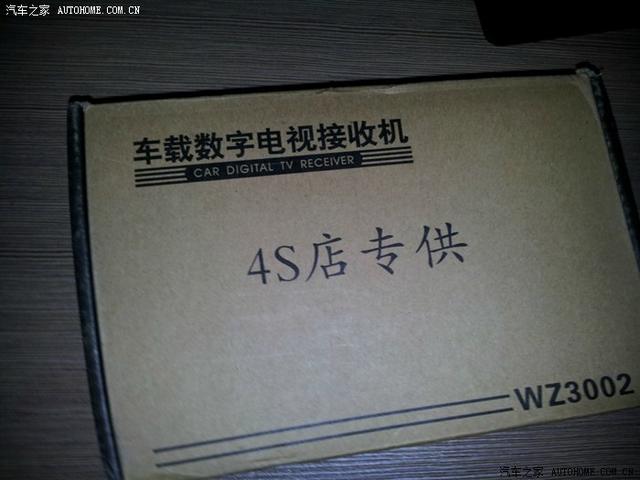 汽车之家 AUTOHOME.COM.CN
车载数字电视接收机
CAR DIGITAL TV RECEIVER
4S店专供
WZ3002
汽车之家 AUTOHOME.COM.CN